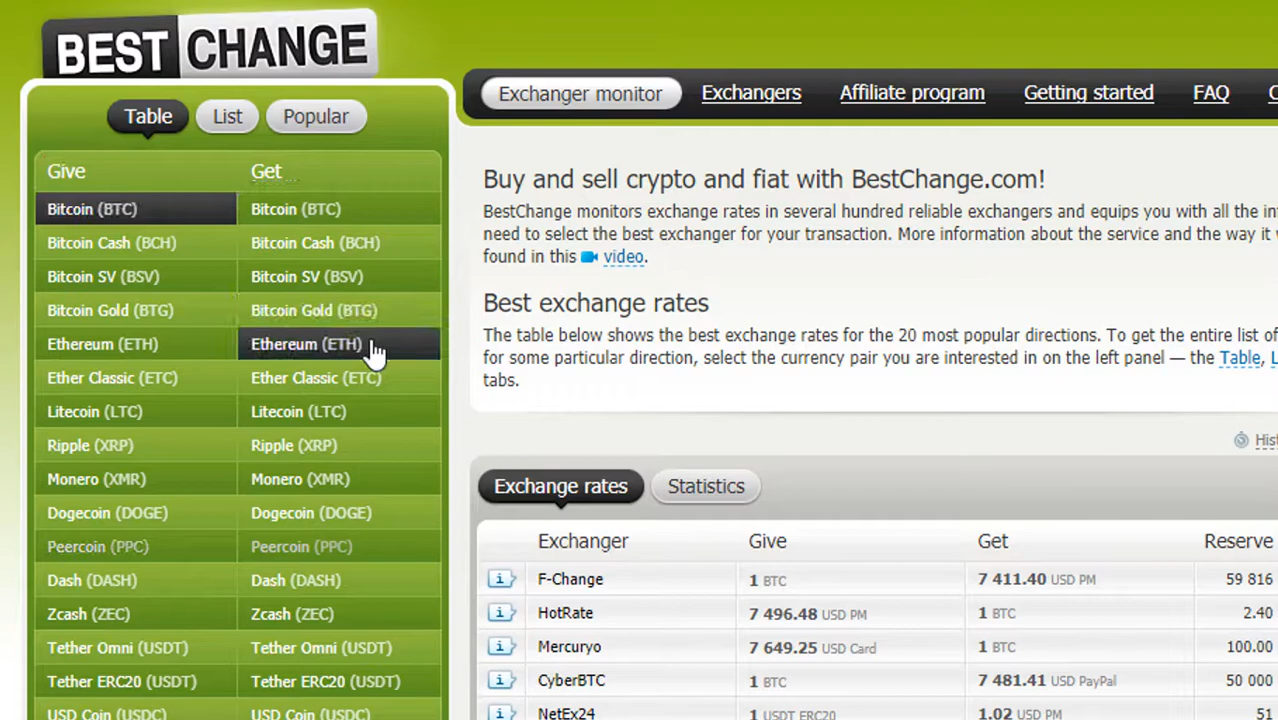 BESTCHANGE
Table List Popular
Exchanger monitor Exchangers Affiliate program Getting started FAQ
Give Get
Bitcoin (BTC) Bitcoin (BTC)
Bitcoin Cash (BCH) Bitcoin Cash (BCH)
Bitcoin SV (BSV) Bitcoin SV (BSV)
Bitcoin Gold (BTG) Bitcoin Gold (BTG)
Ethereum (ETH) Ethereum (ETH)
Ether Classic (ETC) Ether Classic (ETC)
Litecoin (LTC) Litecoin (LTC)
Ripple (XRP) Ripple (XRP)
Monero (XMR) Monero (XMR)
Dogecoin (DOGE) Dogecoin (DOGE)
Peercoin (PPC) Peercoin (PPC)
Dash (DASH) Dash (DASH)
Zcash (ZEC) Zcash (ZEC)
Tether Omni (USDT) Tether Omni (USDT)
Tether ERC20 (USDT) Tether ERC20 (USDT)
USD Coin (USDC) USD Coin (USDC)
Buy and sell crypto and fiat with BestChange.com!
BestChange monitors exchange rates in several hundred reliable exchangers and equips you with all the
need to select the best exchanger for your transaction. More information about the service and the way
found in this video.
Best exchange rates
The table below shows the best exchange rates for the 20 most popular directions. To get the entire list of
for some particular direction, select the currency pair you are interested in on the left panel — the Table,
tabs.
Exchange rates Statistics
Exchanger Give Get Reserve
F-Change 1 BTC 7 411.40 USD PM 59 816
HotRate 7 496.48 USD PM 1 BTC 2.40
Mercuryo 7 649.25 USD Card 1 BTC 100.00
CyberBTC 1 BTC 7 481.41 USD PayPal 50 000
NetEx24 1 USDT ERC20 1.02 USD PM 51